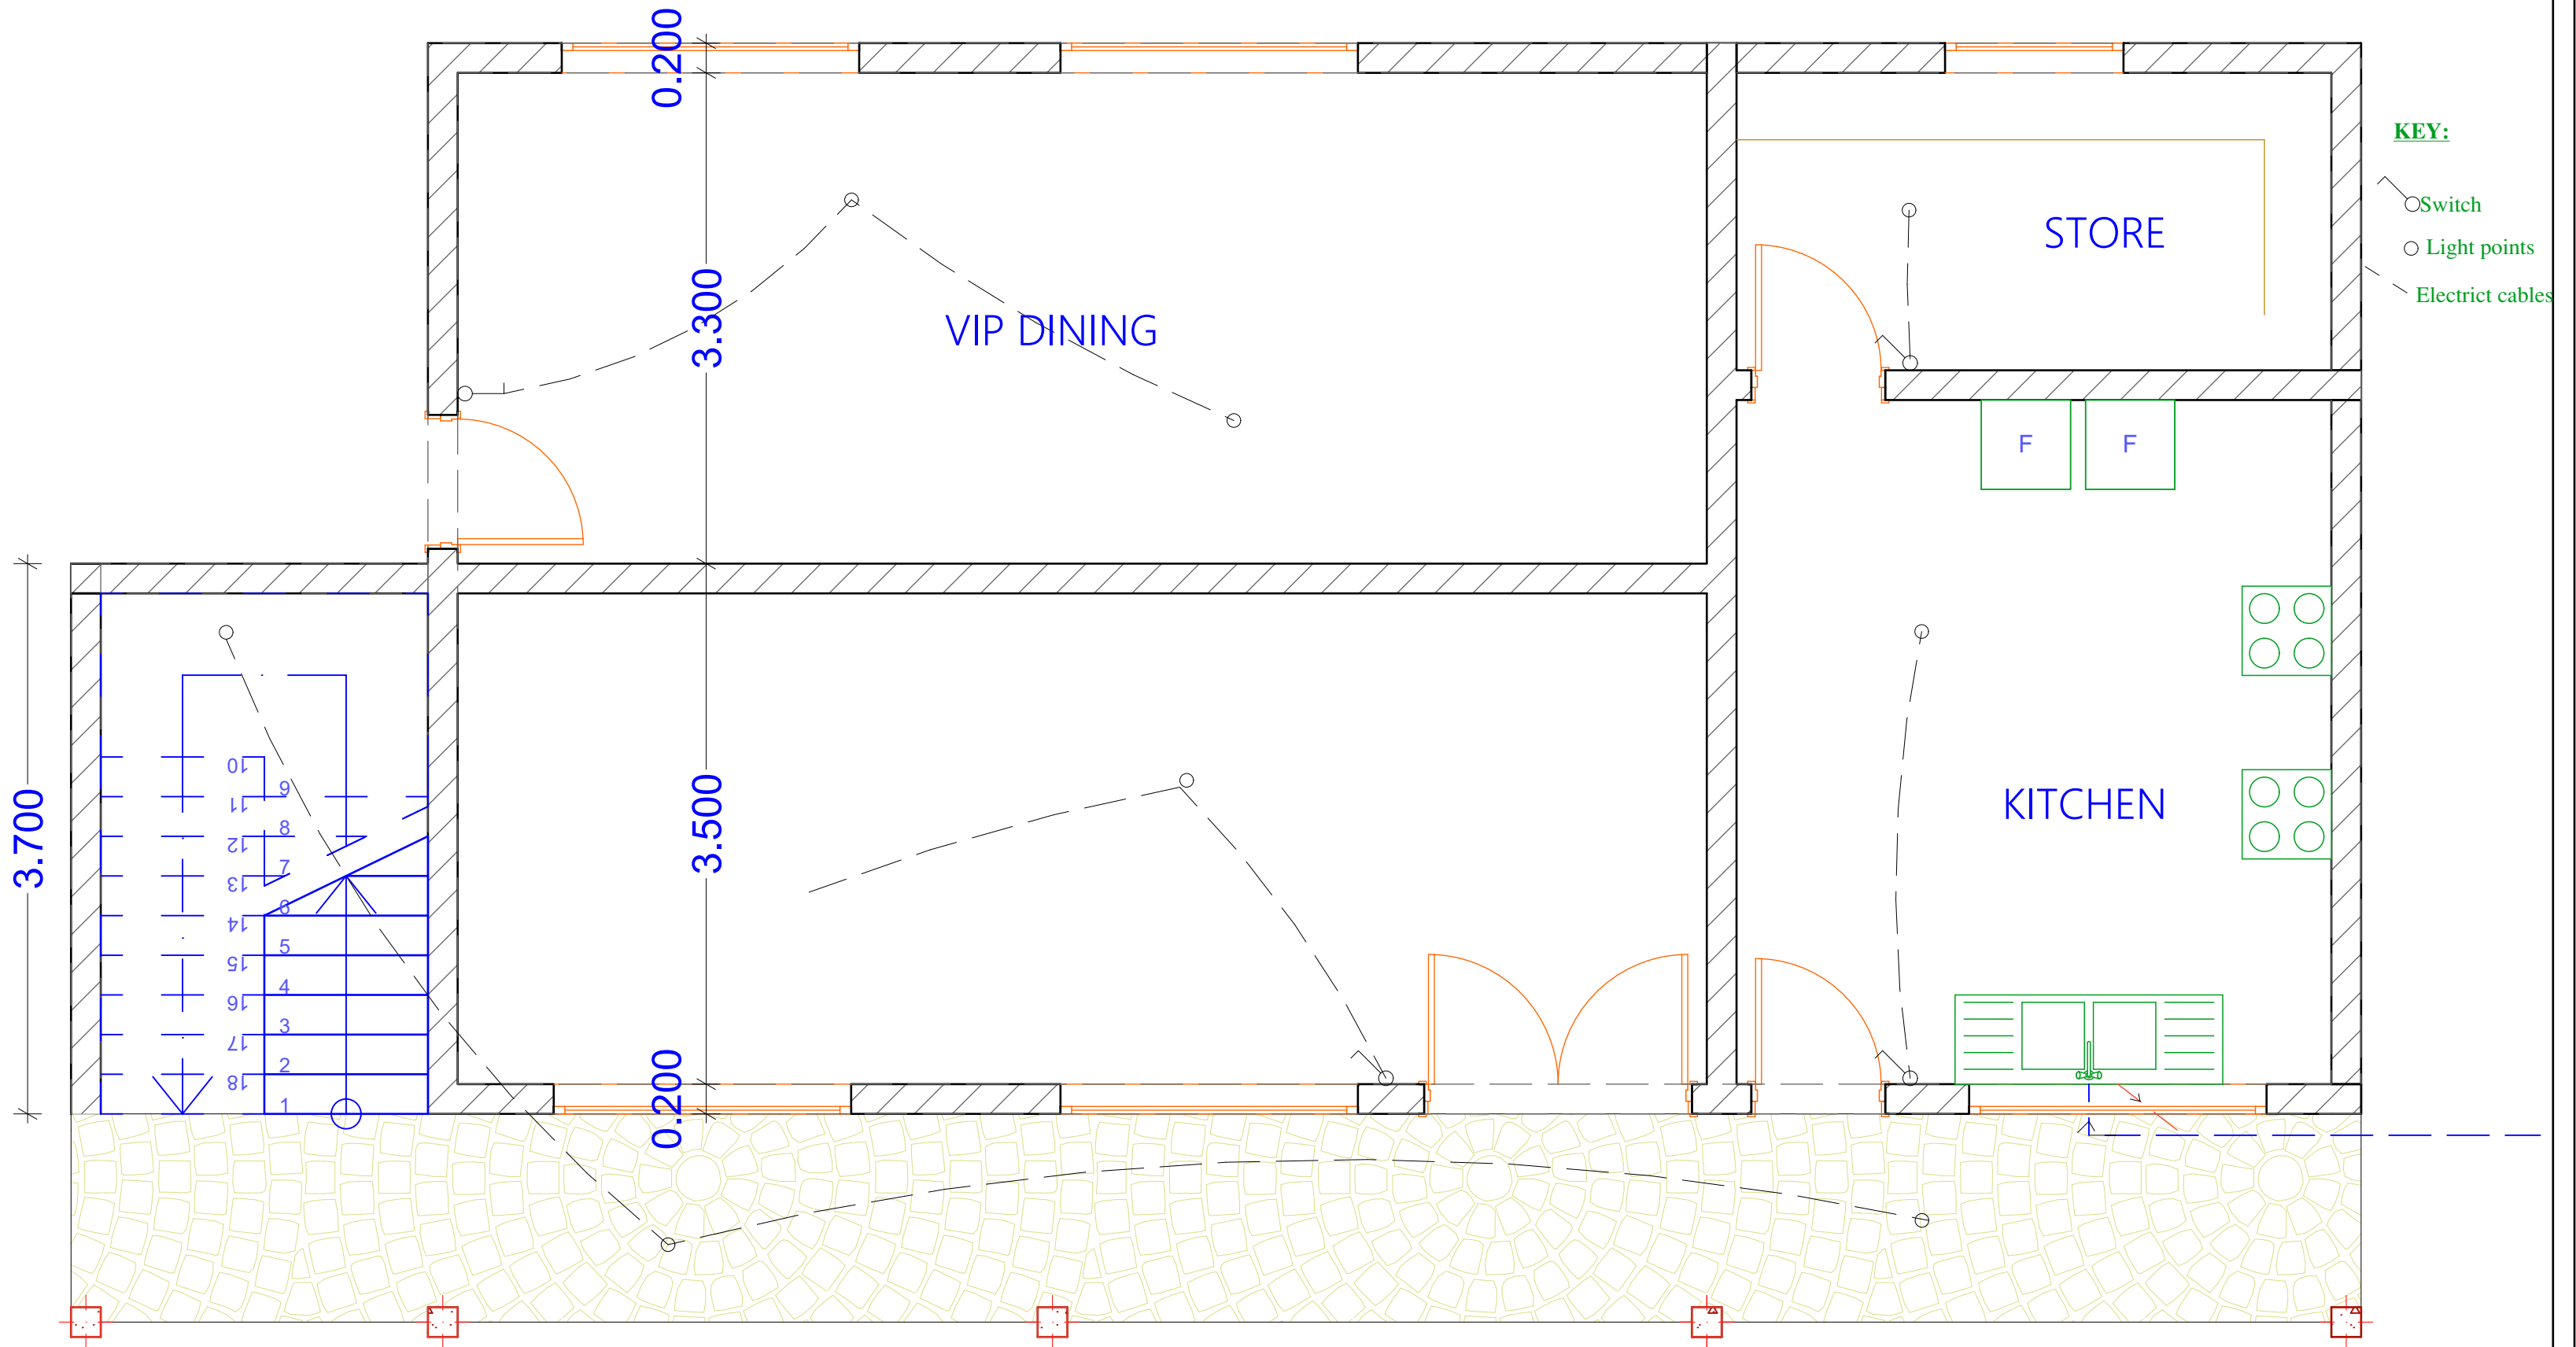 0.200
KEY:
Switch
STORE
Light points
Electrict cables
3.300
VIP DINING
F
F
3.700
3.500
KITCHEN
10
9
11
8
12
7
13
6
14
5
15
4
16
3
17
2
18
1
0.200